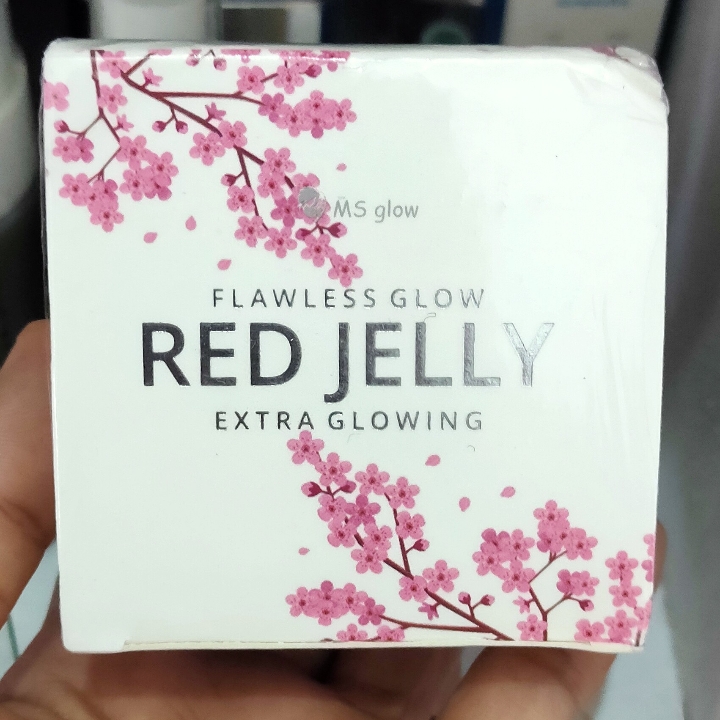 MS glow
FLAWLESS GLOW
RED JELLY
EXTRA GLOWING